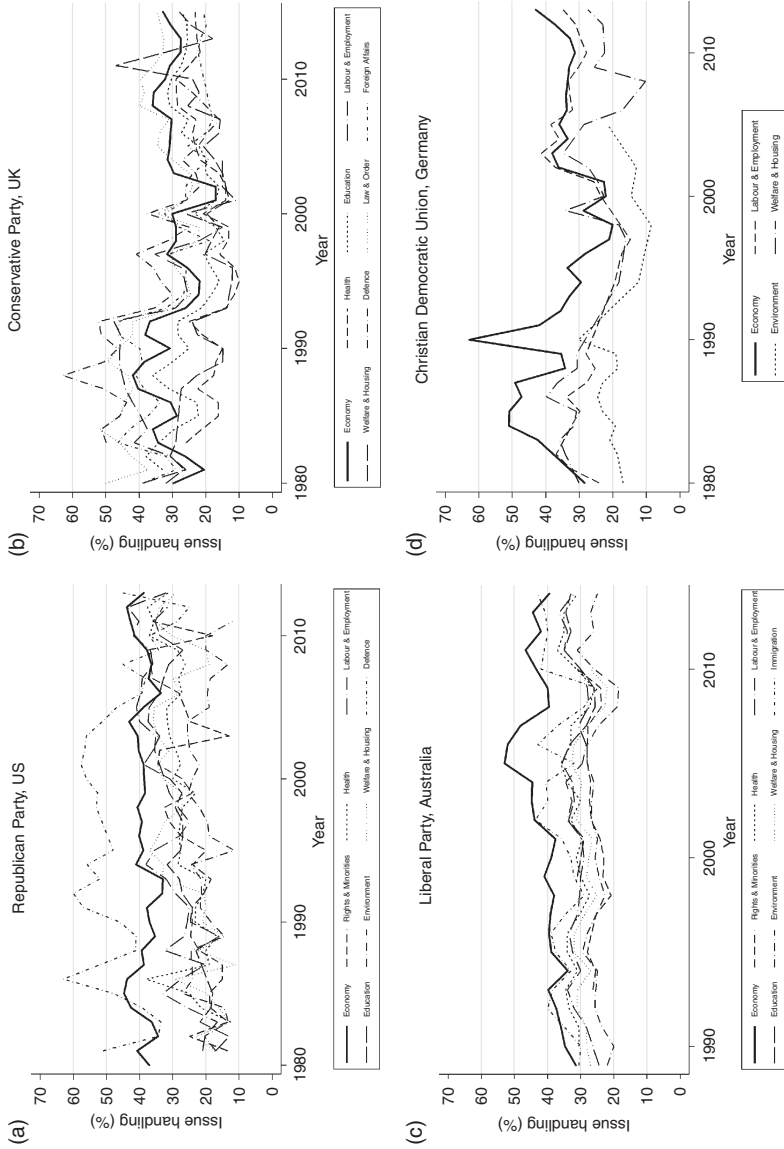 (a)
Republican Party, US
Issue handling (%)
70
60
50
40
30
20
10
0
1980
1990
2000
2010
Year
Economy
Rights & Minorities
Health
Labour & Employment
Education
Environment
Welfare & Housing
Defence
(b)
Conservative Party, UK
Issue handling (%)
70
60
50
40
30
20
10
0
1980
1990
2000
2010
Year
Economy
Health
Education
Labour & Employment
Welfare & Housing
Defence
Law & Order
Foreign Affairs
(c)
Liberal Party, Australia
Issue handling (%)
70
60
50
40
30
20
10
0
1990
2000
2010
Year
Economy
Rights & Minorities
Health
Labour & Employment
Education
Environment
Welfare & Housing
Immigration
(d)
Christian Democratic Union, Germany
Issue handling (%)
70
60
50
40
30
20
10
0
1980
1990
2000
2010
Year
Economy
Labour & Employment
Environment
Welfare & Housing